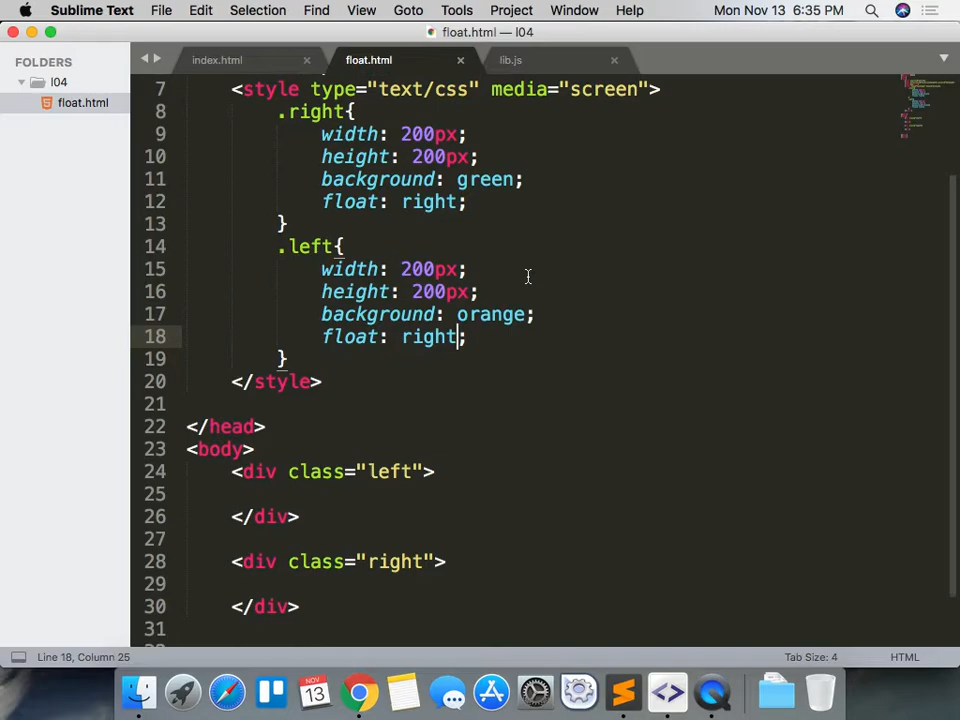 Sublime Text File Edit Selection Find View Goto Tools Project Window Help Mon Nov 13 6:35 PM
float.html — l04
FOLDERS
l04
float.html
index.html × float.html × lib.js ×
7 <style type="text/css" media="screen">
8 .right{
9 width: 200px;
10 height: 200px;
11 background: green;
12 float: right;
13 }
14 .left{
15 width: 200px;
16 height: 200px;
17 background: orange;
18 float: right;
19 }
20 </style>
21
22 </head>
23 <body>
24 <div class="left">
25
26 </div>
27
28 <div class="right">
29
30 </div>
31
Line 18, Column 25 Tab Size: 4 HTML
NOV
13